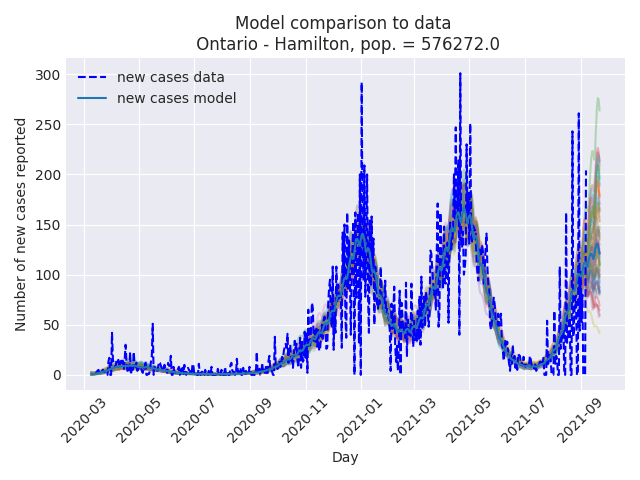 Model comparison to data
Ontario - Hamilton, pop. = 576272.0
new cases data
new cases model
300
250
200
150
100
50
0
Number of new cases reported
2020-03
2020-05
2020-07
2020-09
2020-11
2021-01
2021-03
2021-05
2021-07
2021-09
Day